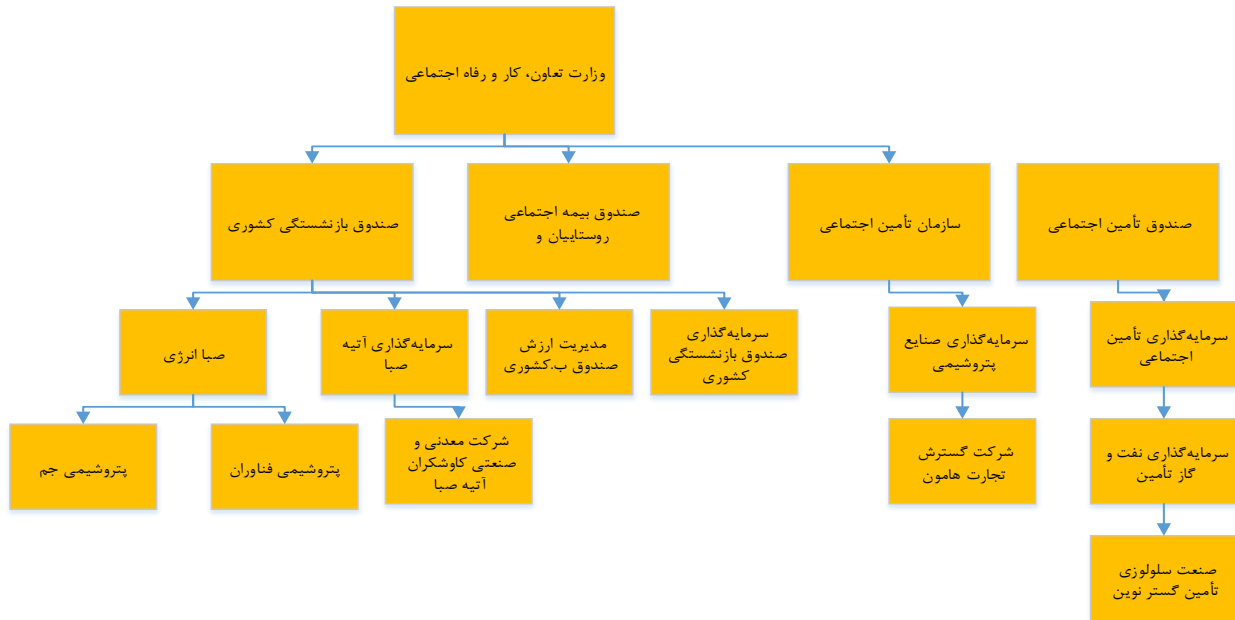 وزارت تعاون، کار و رفاه اجتماعی
صندوق تأمین اجتماعی
سازمان تأمین اجتماعی
صندوق بیمه اجتماعی
روستاییان و
صندوق بازنشستگی کشوری
سرمایه‌گذاری تأمین
اجتماعی
سرمایه‌گذاری صنایع
پتروشیمی
سرمایه‌گذاری
صندوق بازنشستگی
کشوری
مدیریت ارزش
صندوق ب.کشوری
سرمایه‌گذاری آتیه
صبا
صبا انرژی
سرمایه‌گذاری نفت و
گاز تأمین
شرکت گسترش
تجارت هامون
شرکت معدنی و
صنعتی کاوشکران
آتیه صبا
پتروشیمی فناوران
پتروشیمی جم
صنعت سلولوزی
تأمین گستر نوین